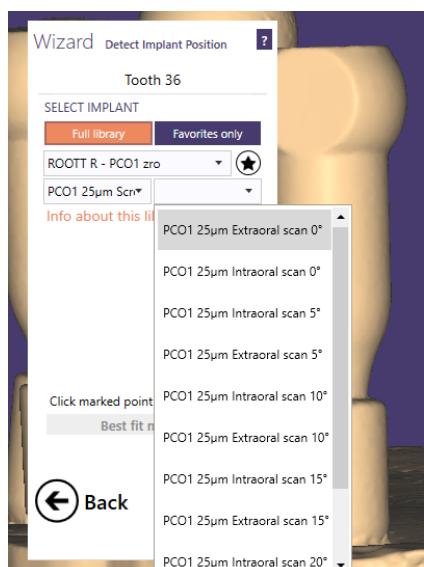 Wizard Detect Implant Position ?
Tooth 36
SELECT IMPLANT
Full library Favorites only
ROOTT R - PCO1 zro
PCO1 25µm Scr
Info about this li
PCO1 25µm Extraoral scan 0°
PCO1 25µm Intraoral scan 0°
PCO1 25µm Intraoral scan 5°
PCO1 25µm Extraoral scan 5°
PCO1 25µm Intraoral scan 10°
PCO1 25µm Extraoral scan 10°
PCO1 25µm Intraoral scan 15°
PCO1 25µm Extraoral scan 15°
PCO1 25µm Intraoral scan 20°
Click marked point
Best fit m
Back